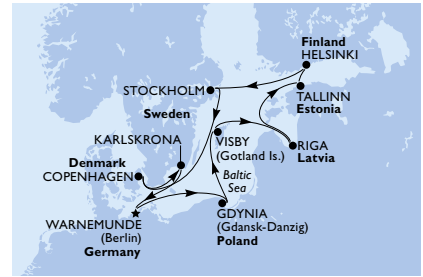 Finland
HELSINKI
STOCKHOLM
TALLINN
Estonia
Sweden
KARLSKRONA
VISBY
(Gotland Is.)
RIGA
Latvia
Denmark
COPENHAGEN
Baltic
Sea
WARNEMUNDE
(Berlin)
Germany
GDYNIA
(Gdansk-Danzig)
Poland